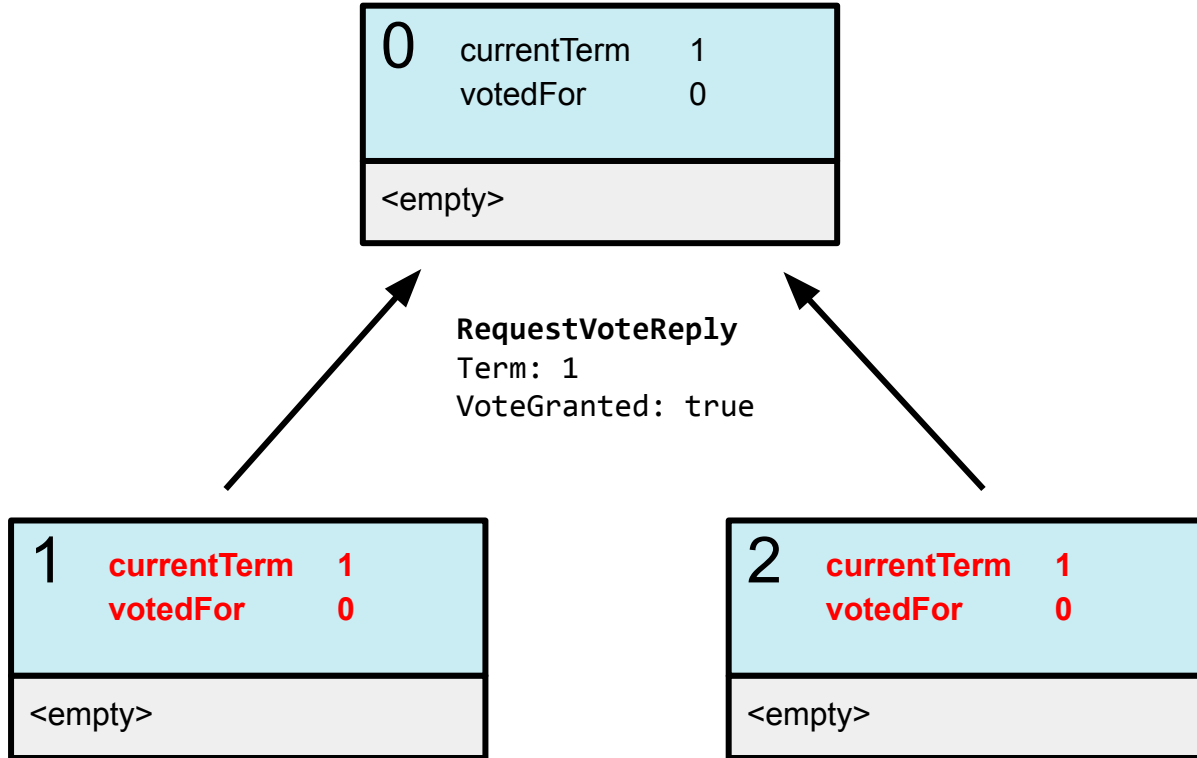 0 currentTerm 1
votedFor 0
<empty>
RequestVoteReply
Term: 1
VoteGranted: true
1 currentTerm 1
votedFor 0
<empty>
2 currentTerm 1
votedFor 0
<empty>